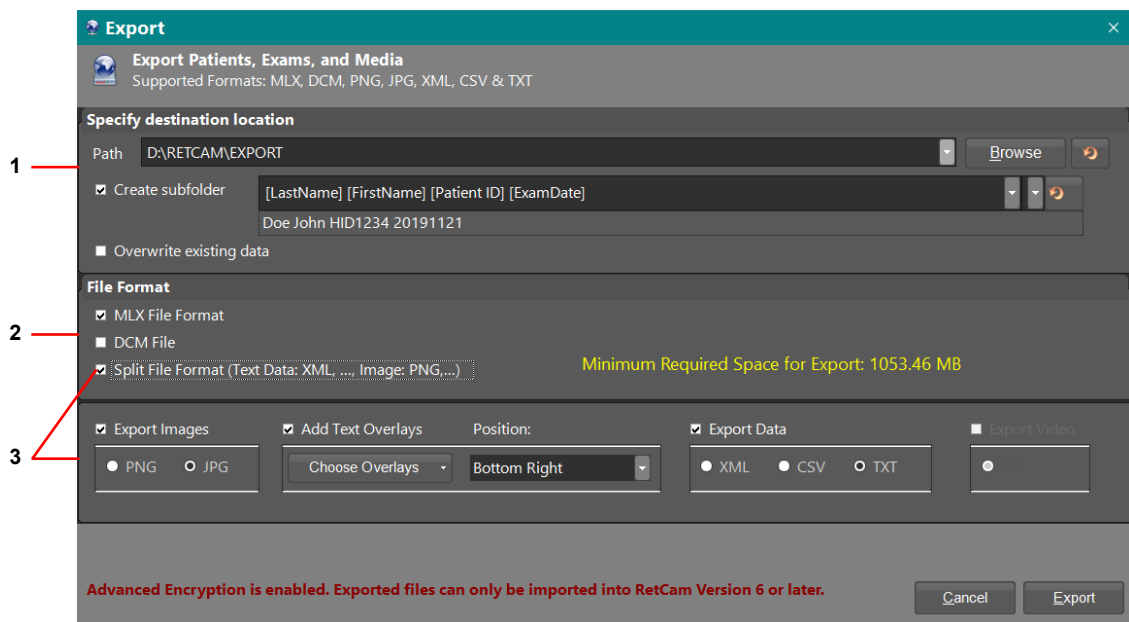 Export
Export Patients, Exams, and Media
Supported Formats: MLX, DCM, PNG, JPG, XML, CSV & TXT
Specify destination location
1
Path D:\RETCAM\EXPORT Browse
Create subfolder [LastName] [FirstName] [Patient ID] [ExamDate]
Doe John HID1234 20191121
Overwrite existing data
File Format
MLX File Format
2
DCM File
Split File Format (Text Data: XML, ..., Image: PNG,...) Minimum Required Space for Export: 1053.46 MB
Export Images Add Text Overlays Position: Export Data Export Video
3
PNG JPG Choose Overlays Bottom Right XML CSV TXT
Advanced Encryption is enabled. Exported files can only be imported into RetCam Version 6 or later.
Cancel Export